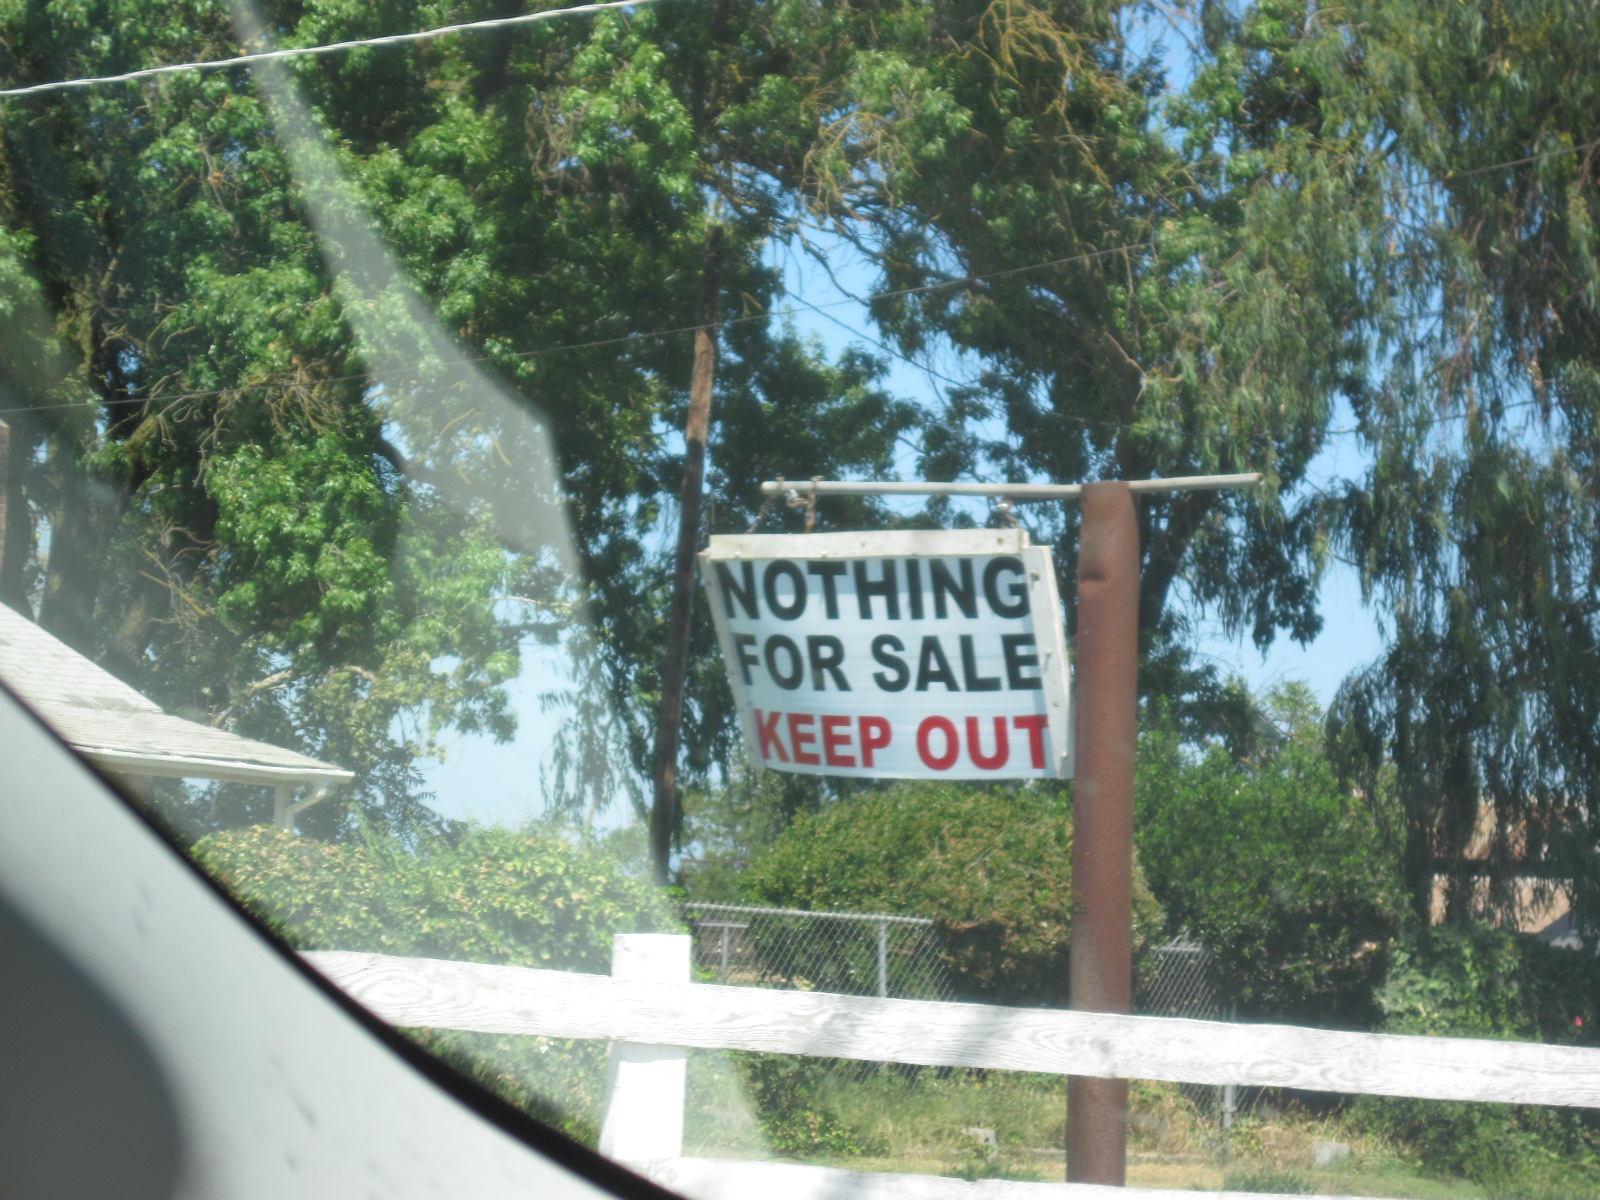 NOTHING
FOR SALE
KEEP OUT